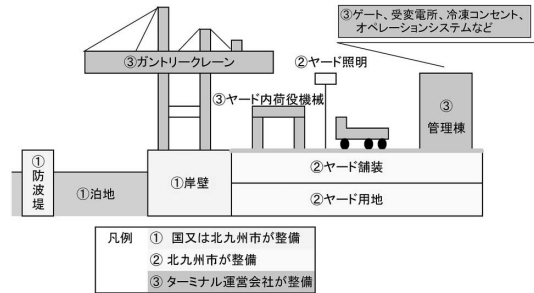 ③ゲート、受変電所、冷凍コンセント、
オペレーションシステムなど
③ガントリークレーン
②ヤード照明
③ヤード内荷役機械
③
管理棟
①防波堤
①泊地
①岸壁
②ヤード舗装
②ヤード用地
凡例
① 国又は北九州市が整備
② 北九州市が整備
③ ターミナル運営会社が整備